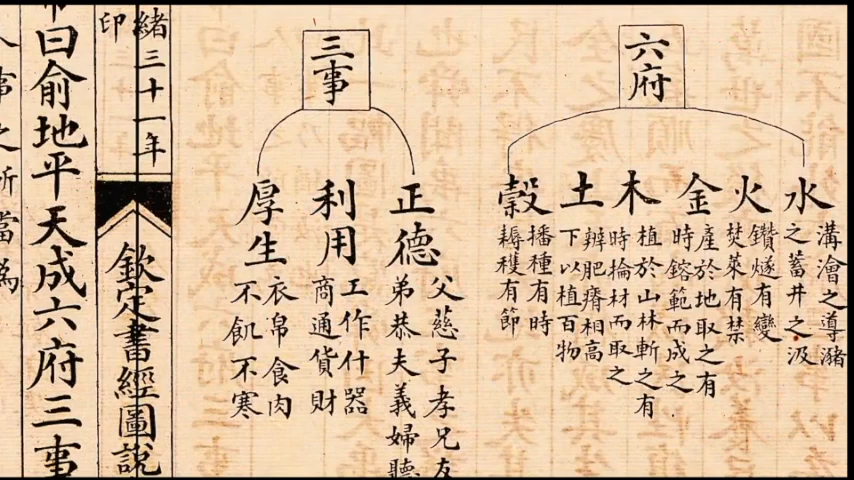 六府
水
溝澮之導瀦
之蓄井之汲
火
鑽燧有變
焚萊有禁
金
產於地取之有
時鎔範而成之
木
植於山林斬之有
時掄材而取之
土
辨肥瘠相高
下以植百物
穀
播種有時
耨穫有節
三事
正德
父慈子孝兄友
弟恭夫義婦聽
利用
工作什器
商通貨財
厚生
衣帛食肉
不飢不寒
緒三十一年
印
欽定書經圖說
帝曰俞地平天成六府三事
事之所當為